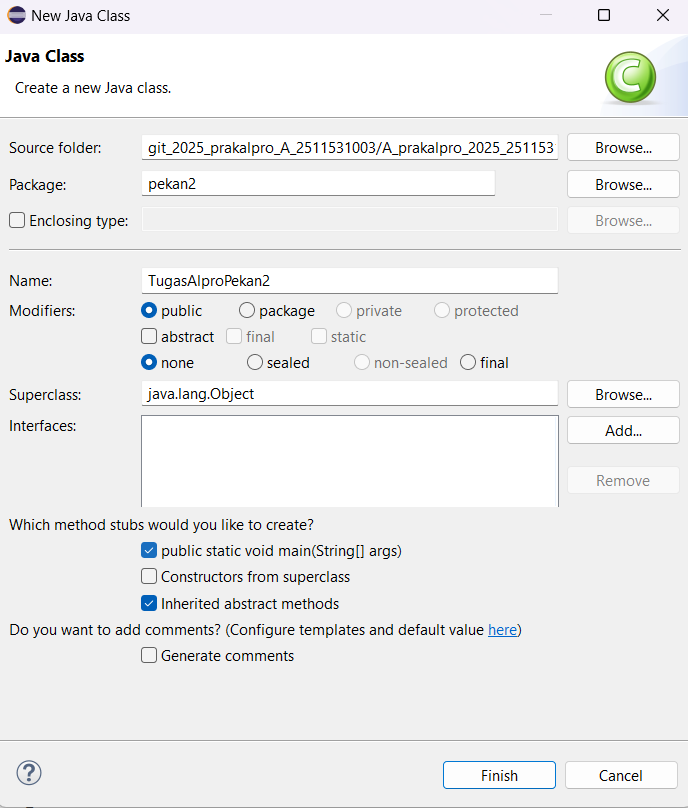 New Java Class
Java Class
Create a new Java class.
C
Source folder: git_2025_prakalpro_A_2511531003/A_prakalpro_2025_251153 Browse...
Package: pekan2 Browse...
Enclosing type: Browse...
Name: TugasAlproPekan2
Modifiers: public package private protected
abstract final static
none sealed non-sealed final
Superclass: java.lang.Object Browse...
Interfaces: Add...
Remove
Which method stubs would you like to create?
public static void main(String[] args)
Constructors from superclass
Inherited abstract methods
Do you want to add comments? (Configure templates and default value here)
Generate comments
? Finish Cancel